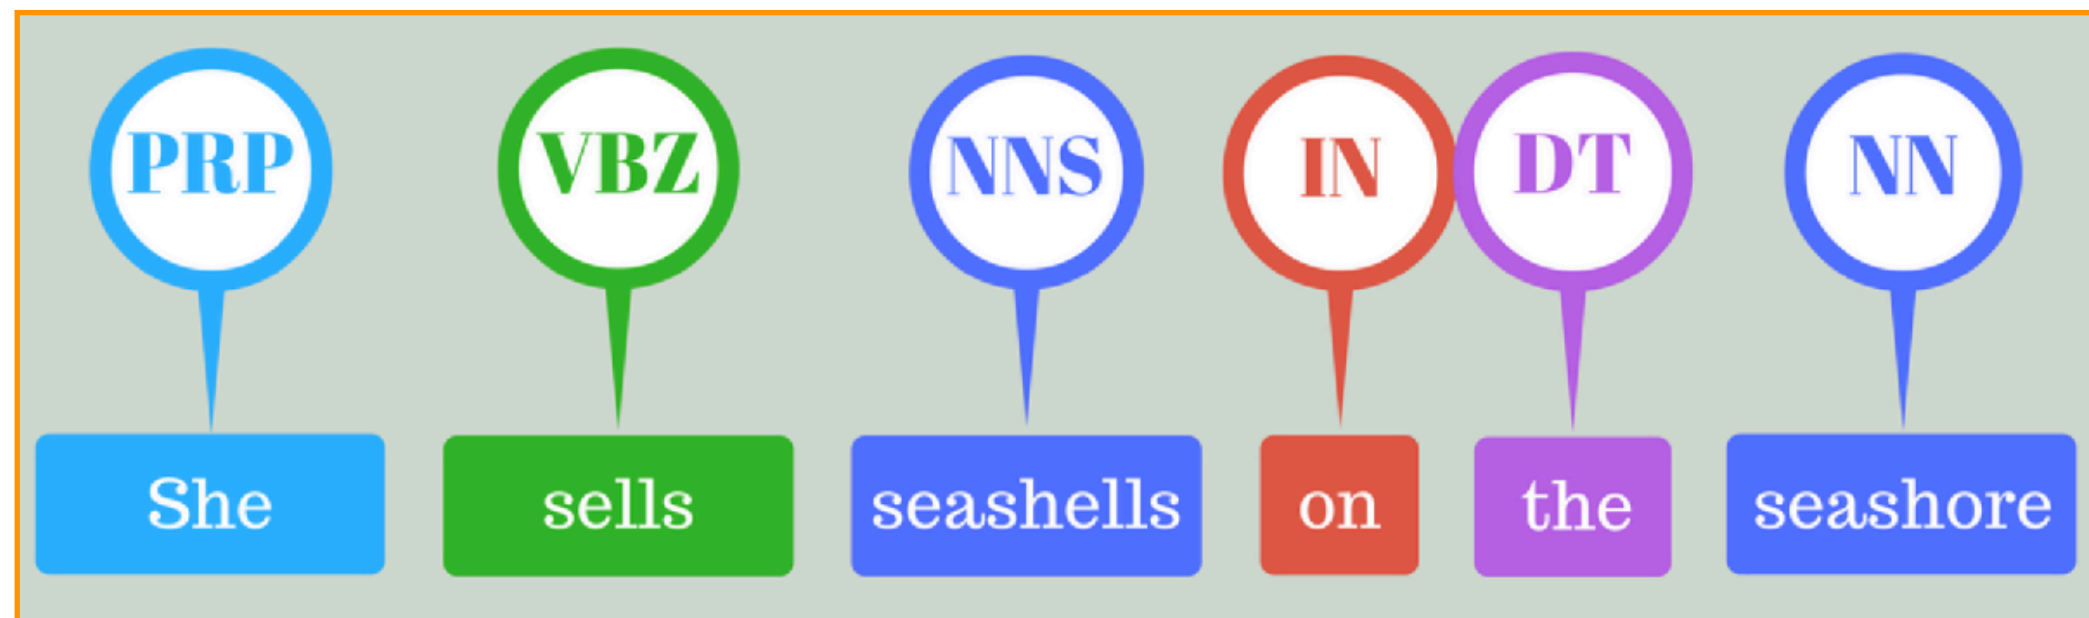 PRP VBZ NNS IN DT NN
She sells seashells on the seashore